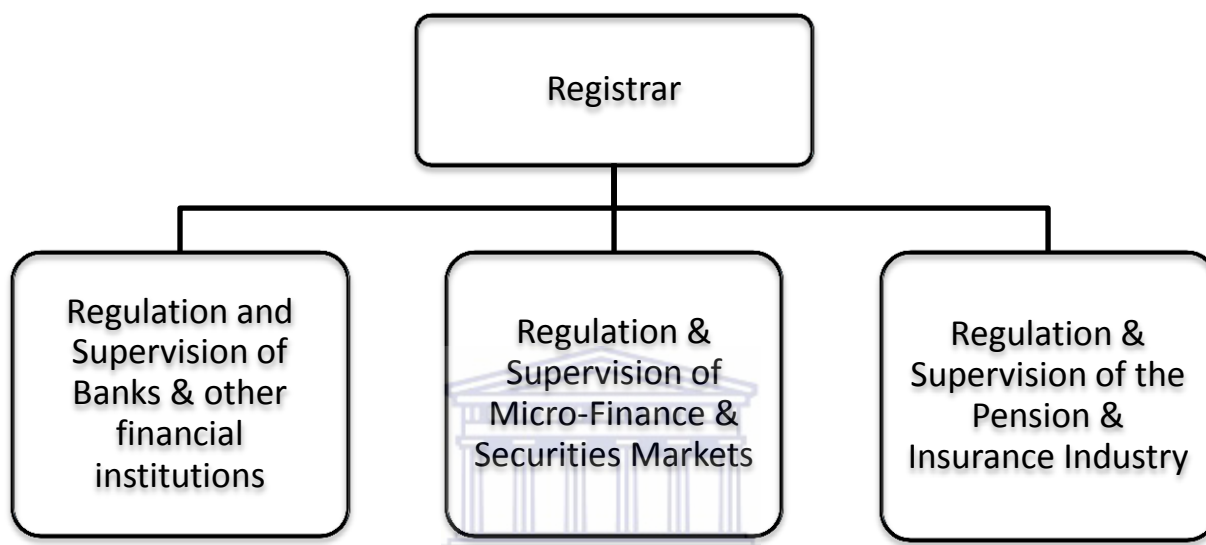 Registrar
Regulation and
Supervision of
Banks & other
financial
institutions
Regulation &
Supervision of
Micro-Finance &
Securities Markets
Regulation &
Supervision of the
Pension &
Insurance Industry